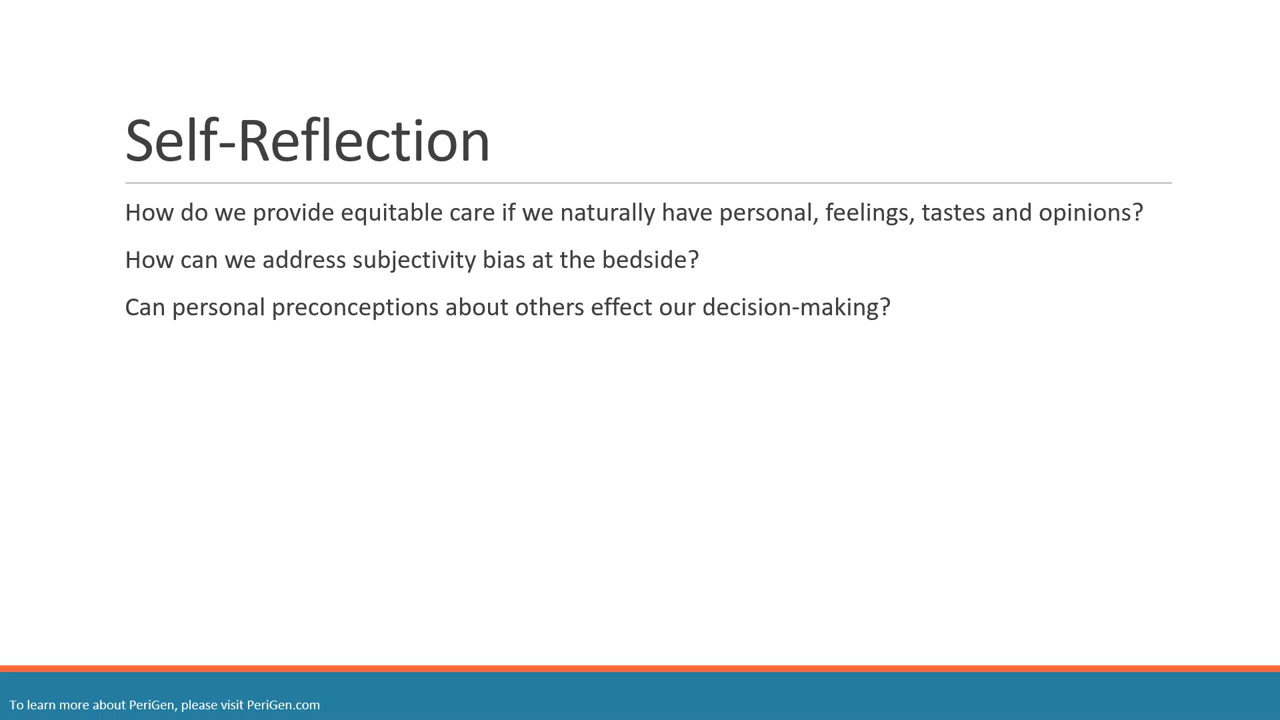 Self-Reflection
How do we provide equitable care if we naturally have personal, feelings, tastes and opinions?
How can we address subjectivity bias at the bedside?
Can personal preconceptions about others effect our decision-making?
To learn more about PeriGen, please visit PeriGen.com